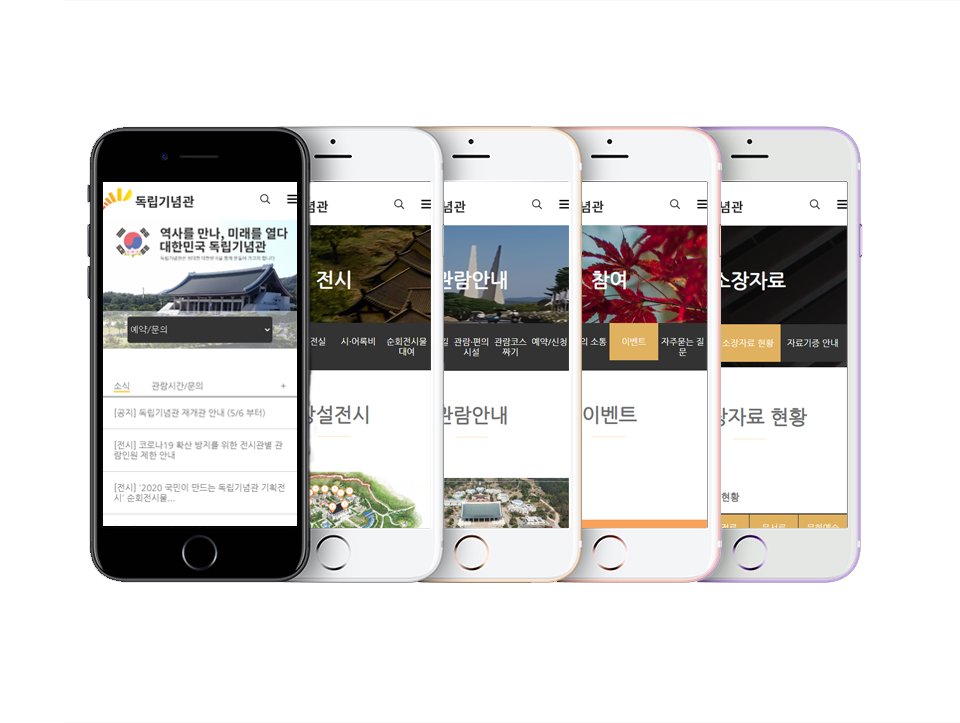 독립기념관
역사를 만나, 미래를 열다
대한민국 독립기념관
예약/문의
소식 관람시간/문의 +
[공지] 독립기념관 재개관 안내 (5/6 부터)
[전시] 코로나19 확산 방지를 위한 전시관별 관
람인원 제한 안내
[전시] '2020 국민이 만드는 독립기념관 기획전
시' 순회전시물...
념관
전시
전실 시·어록비 순회전시물
대여
상설전시
념관
관람안내
길 관람·편의
시설 관람코스
짜기 예약/신청
관람안내
념관
참여
의 소통 이벤트 자주묻는 질
문
이벤트
념관
소장자료
소장자료 현황 자료기증 안내
장자료 현황
현황